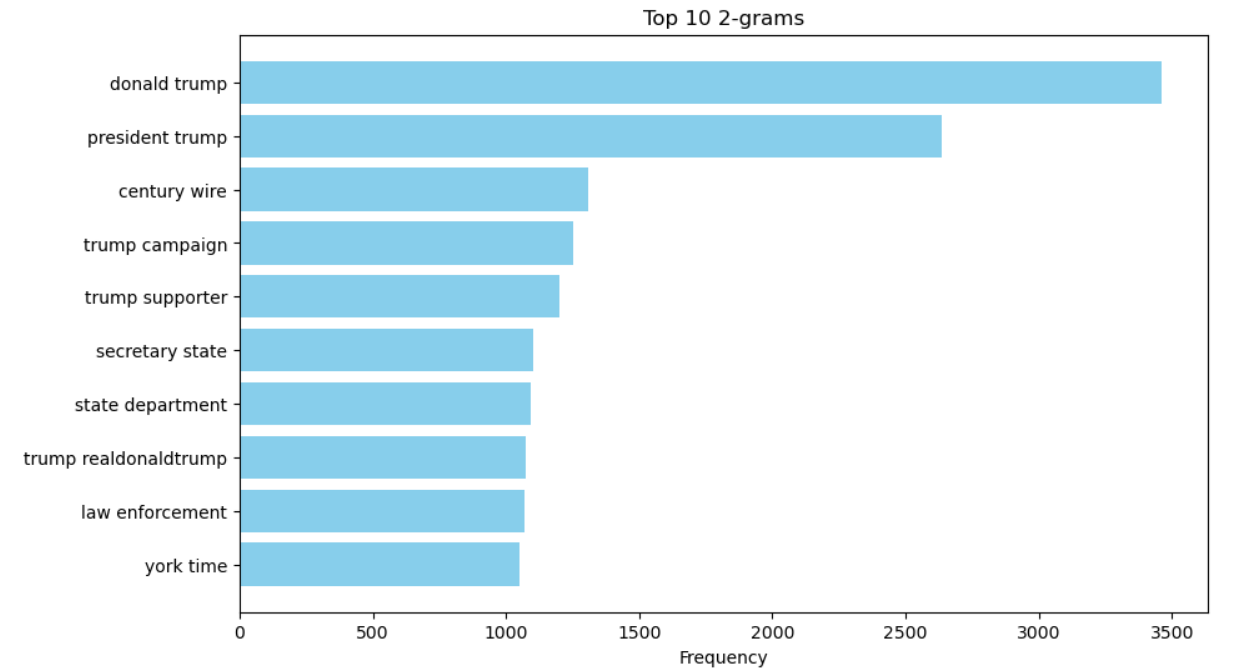 Top 10 2-grams
donald trump
president trump
century wire
trump campaign
trump supporter
secretary state
state department
trump realdonaldtrump
law enforcement
york time
0 500 1000 1500 2000 2500 3000 3500
Frequency